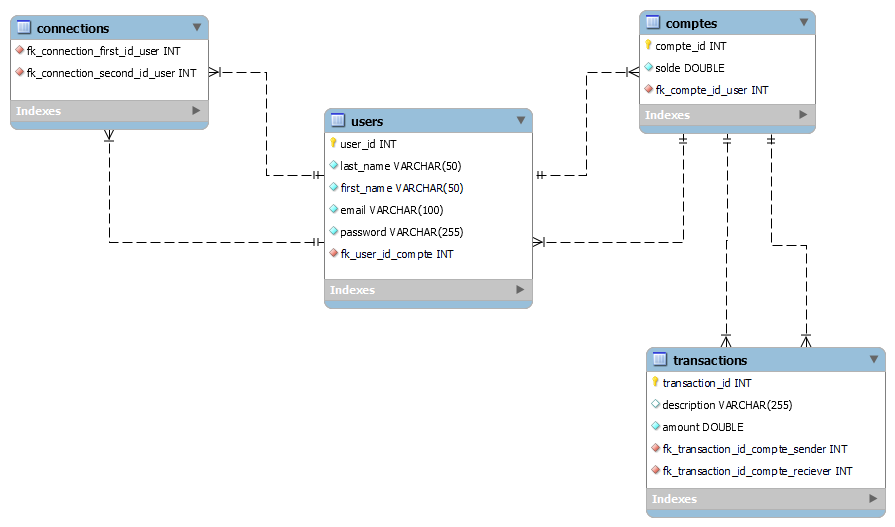 connections
fk_connection_first_id_user INT
fk_connection_second_id_user INT
Indexes
users
user_id INT
last_name VARCHAR(50)
first_name VARCHAR(50)
email VARCHAR(100)
password VARCHAR(255)
fk_user_id_compte INT
Indexes
comptes
compte_id INT
solde DOUBLE
fk_compte_id_user INT
Indexes
transactions
transaction_id INT
description VARCHAR(255)
amount DOUBLE
fk_transaction_id_compte_sender INT
fk_transaction_id_compte_reciever INT
Indexes